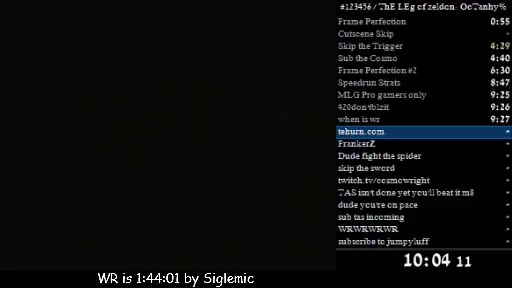 #123456 / ThE LEg of zeldon: OoTanhy%
Frame Perfection 0:55
Cutscene Skip -
Skip the Trigger 4:29
Sub the Cosmo 4:40
Frame Perfection #2 6:30
Speedrun Strats 8:47
MLG Pro gamers only 9:25
420don'tblzit 9:26
when is wr 9:27
tehurn.com -
FrankerZ -
Dude fight the spider -
skip the sword -
twitch.tv/cosmowright -
TAS isn't done yet you'll beat it m8 -
dude you're on pace -
sub tas incoming -
WRWRWRWR -
subscribe to jumpyluff -
10:04 11
WR is 1:44:01 by Siglemic